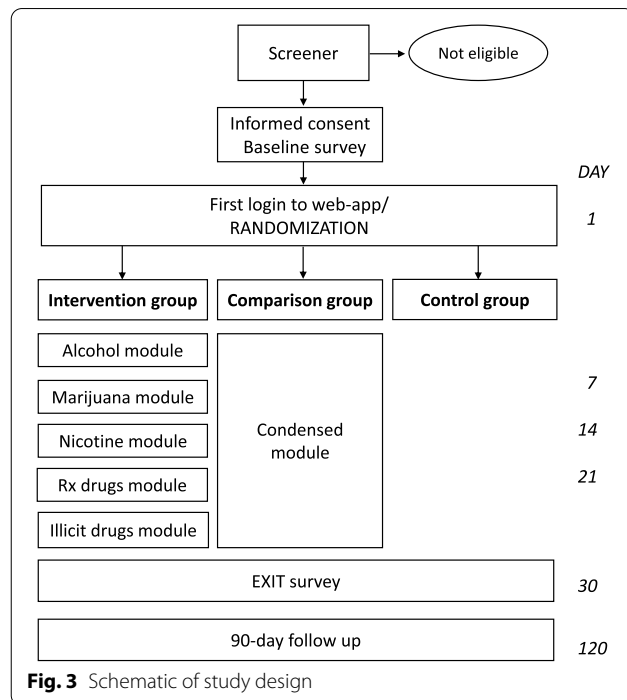 Screener
Not eligible
Informed consent
Baseline survey
DAY
First login to web-app/
RANDOMIZATION
1
Intervention group
Comparison group
Control group
Alcohol module
Marijuana module
Nicotine module
Rx drugs module
Illicit drugs module
Condensed
module
7
14
21
EXIT survey
30
90-day follow up
120
Fig. 3 Schematic of study design